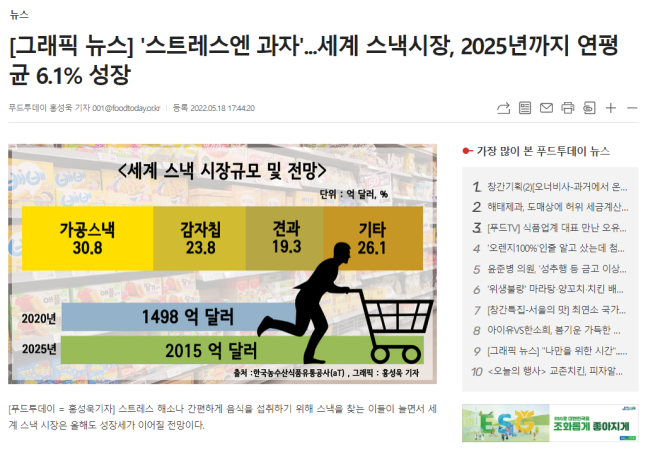 뉴스
[그래픽 뉴스] '스트레스엔 과자'...세계 스낵시장, 2025년까지 연평
균 6.1% 성장
푸드투데이 홍성욱 기자 001@foodtoday.or.kr | 등록 2022.05.18 17:44:20
<세계 스낵 시장규모 및 전망>
단위 : 억 달러, %
가공스낵 감자칩 견과 기타
30.8 23.8 19.3 26.1
2020년 1498 억 달러
2025년 2015 억 달러
출처 :한국농수산식품유통공사(aT) , 그래픽 : 홍성욱 기자
[푸드투데이 = 홍성욱기자] 스트레스 해소나 간편하게 음식을 섭취하기 위해 스낵을 찾는 이들이 늘면서 세
계 스낵 시장은 올해도 성장세가 이어질 전망이다.
가장 많이 본 푸드투데이 뉴스
1 창간기획(2)[오너비사-과거에서 온...
2 해태제과, 도매상에 허위 세금계산...
3 [푸드TV] 식품업계 대표 만난 오유...
4 '오렌지100%'인줄 알고 샀는데 첨...
5 윤준병 의원, '성추행 등 금고 이상...
6 '위생불량' 마라탕·양꼬치·치킨 배...
7 [창간특집-서울의 맛] 최연소 국가...
8 아이유VS한소희, 봄기운 가득한 ...
9 [그래픽 뉴스] "나만을 위한 시간"...
10 <오늘의 행사> 교촌치킨, 피자알...
ESG
조화롭게 좋아지게